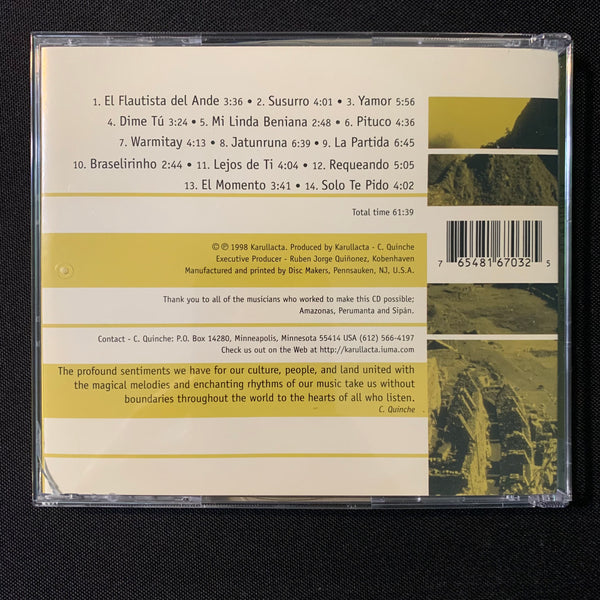 1. El Flautista del Ande 3:36 • 2. Susurro 4:01 • 3. Yamor 5:56
4. Dime Tú 3:24 • 5. Mi Linda Beniana 2:48 • 6. Pituco 4:36
7. Warmitay 4:13 • 8. Jatunruna 6:39 • 9. La Partida 6:45
10. Braselirinho 2:44 • 11. Lejos de Ti 4:04 • 12. Requeando 5:05
13. El Momento 3:41 • 14. Solo Te Pido 4:02
Total time 61:39
7 65481 67032 5
© ℗ 1998 Karullacta. Produced by Karullacta - C. Quinche
Executive Producer - Ruben Jorge Quiñonez, Kobenhaven
Manufactured and printed by Disc Makers, Pennsauken, NJ, U.S.A.
Thank you to all of the musicians who worked to make this CD possible;
Amazonas, Perumanta and Sipán.
Contact - C. Quinche: P.O. Box 14280, Minneapolis, Minnesota 55414 USA (612) 566-4197
Check us out on the Web at http://karullacta.iuma.com
The profound sentiments we have for our culture, people, and land united with
the magical melodies and enchanting rhythms of our music take us without
boundaries throughout the world to the hearts of all who listen.
C. Quinche